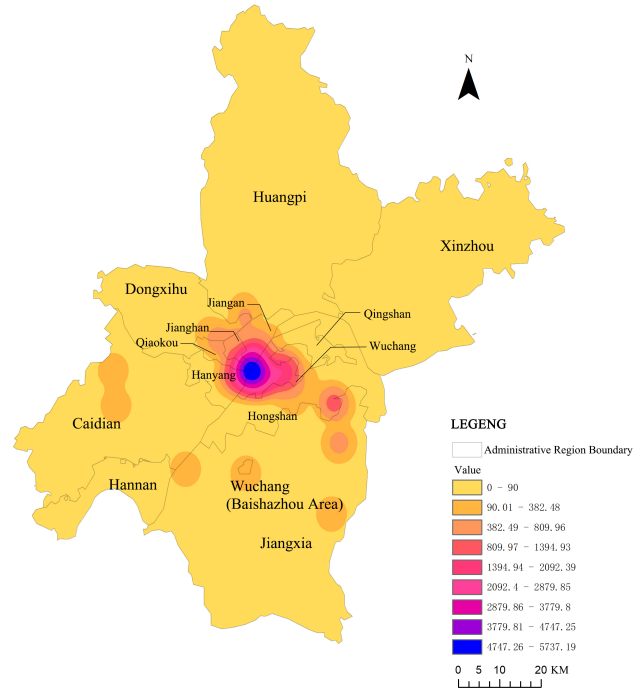 N
Huangpi
Xinzhou
Dongxihu
Jiangan
Qingshan
Jianghan
Qiaokou
Wuchang
Hanyang
Hongshan
Caidian
Hannan
Wuchang
(Baishazhou Area)
Jiangxia
LEGENG
Administrative Region Boundary
Value
0 - 90
90.01 - 382.48
382.49 - 809.96
809.97 - 1394.93
1394.94 - 2092.39
2092.4 - 2879.85
2879.86 - 3779.8
3779.81 - 4747.25
4747.26 - 5737.19
0 5 10 20 KM